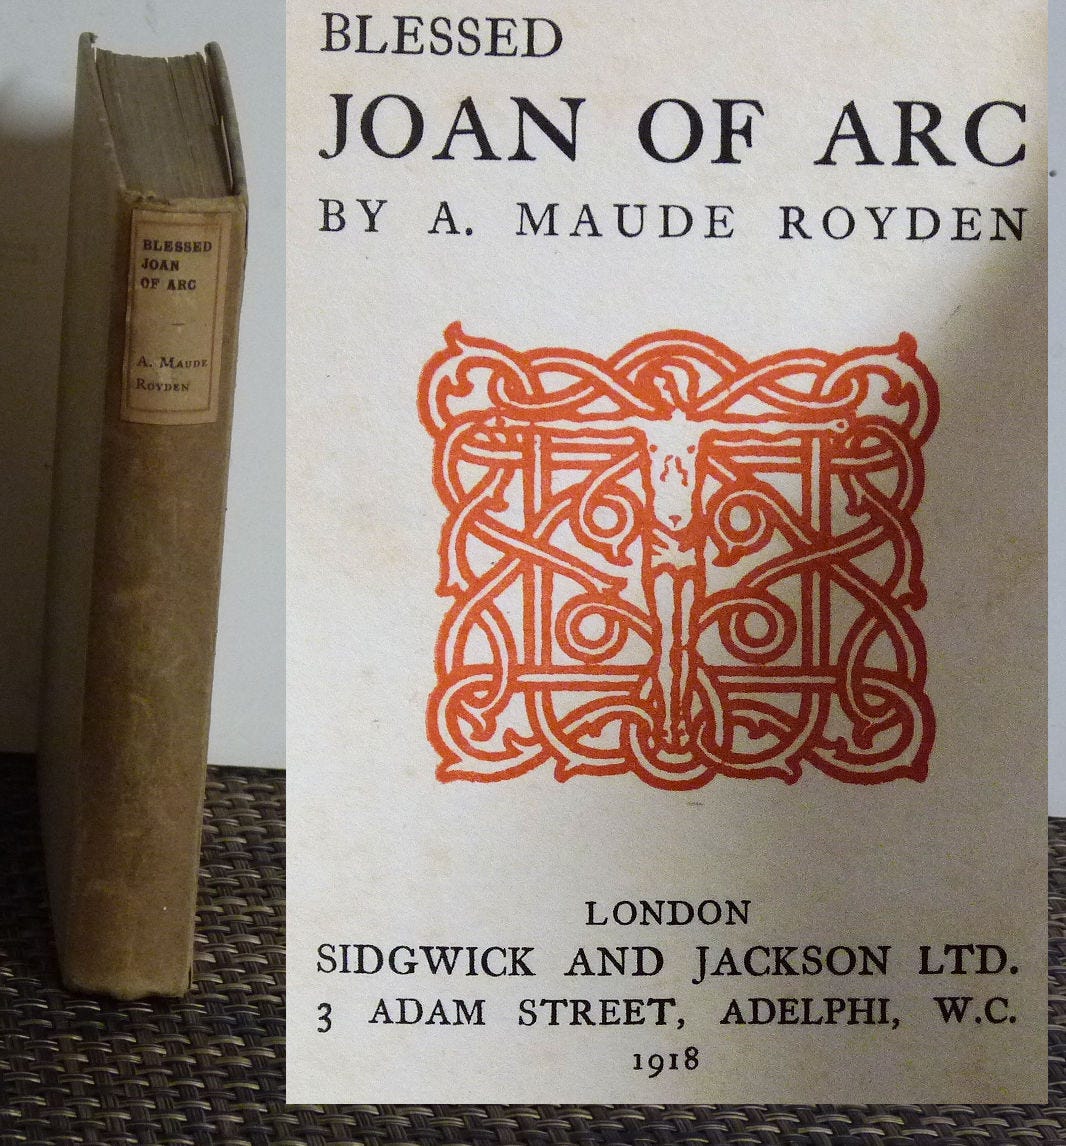 BLESSED
JOAN
OF ARC
A. MAUDE
ROYDEN
BLESSED
JOAN OF ARC
BY A. MAUDE ROYDEN
LONDON
SIDGWICK AND JACKSON LTD.
3 ADAM STREET, ADELPHI, W.C.
1918